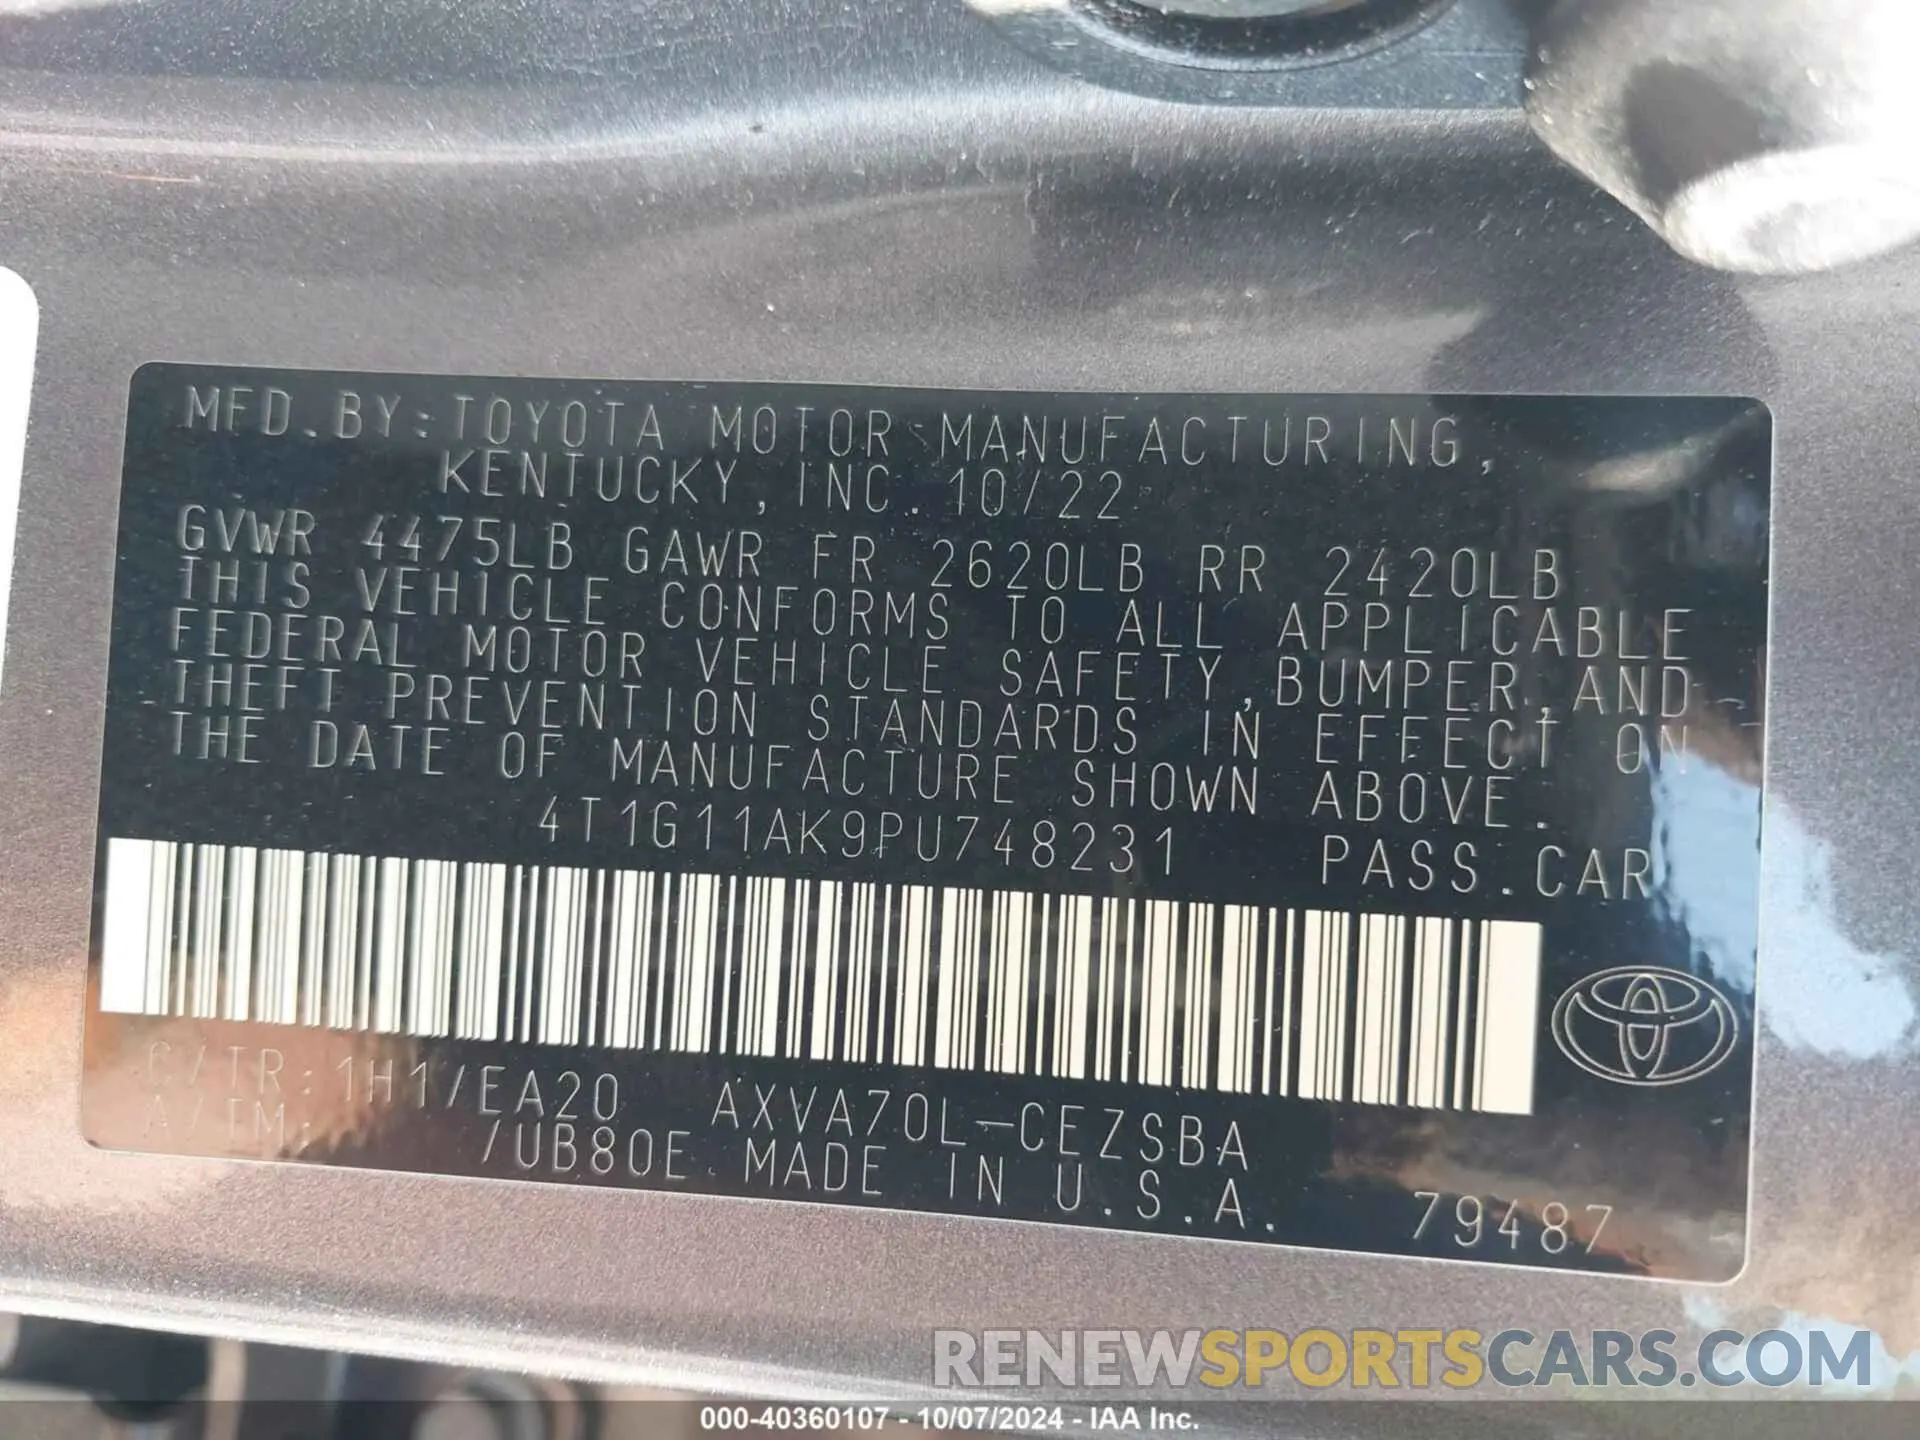 MFD.BY:TOYOTA MOTOR MANUFACTURING,
KENTUCKY, INC. 10/22
GVWR 4475LB GAWR FR 2620LB RR 2420LB
THIS VEHICLE CONFORMS TO ALL APPLICABLE
FEDERAL MOTOR VEHICLE SAFETY,BUMPER,AND
THEFT PREVENTION STANDARDS IN EFFECT ON
THE DATE OF MANUFACTURE SHOWN ABOVE.
4T1G11AK9PU748231 PASS.CAR
C/TR:1H1/EA20 AXVA70L-CEZSBA
A/TM: /UB80E MADE IN U.S.A. 79487
RENEWSPORTSCARS.COM
000-40360107 - 10/07/2024 - IAA Inc.